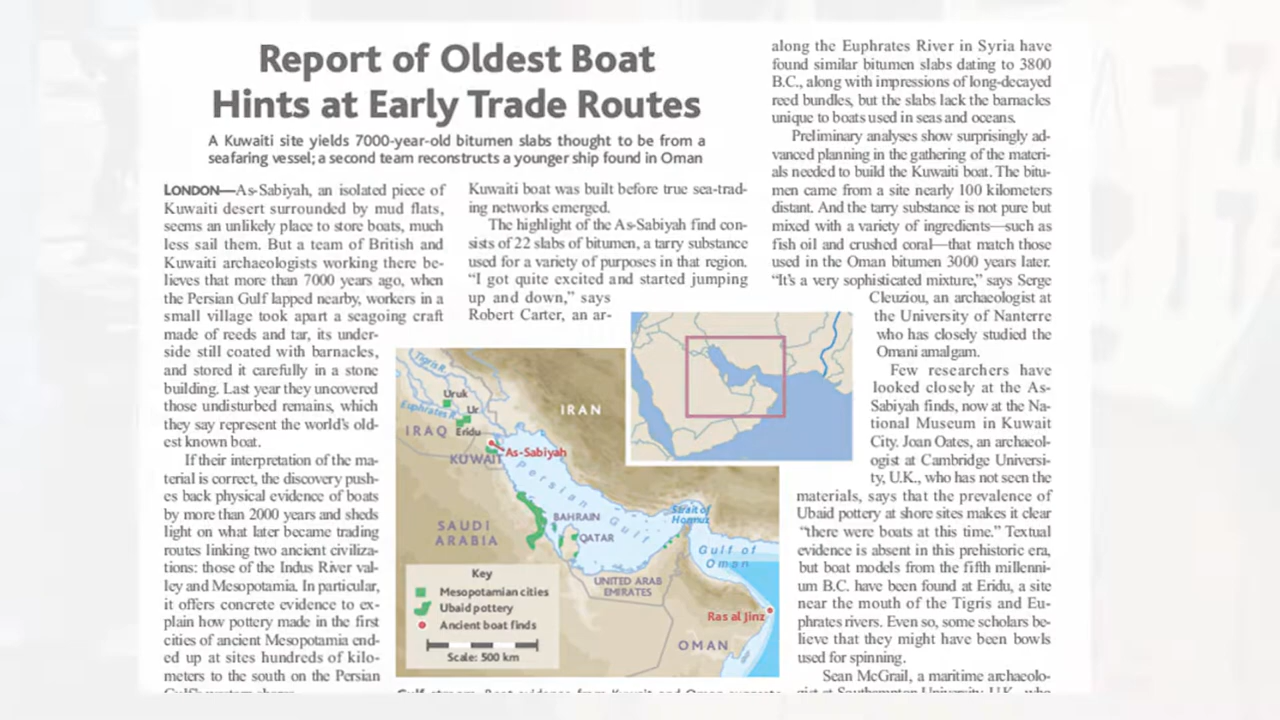 Report of Oldest Boat
Hints at Early Trade Routes
A Kuwaiti site yields 7000-year-old bitumen slabs thought to be from a
seafaring vessel; a second team reconstructs a younger ship found in Oman
LONDON—As-Sabiyah, an isolated piece of
Kuwaiti desert surrounded by mud flats,
seems an unlikely place to store boats, much
less sail them. But a team of British and
Kuwaiti archaeologists working there be-
lieves that more than 7000 years ago, when
the Persian Gulf lapped nearby, workers in a
small village took apart a seagoing craft
made of reeds and tar, its under-
side still coated with barnacles,
and stored it carefully in a stone
building. Last year they uncovered
those undisturbed remains, which
they say represent the world's old-
est known boat.
If their interpretation of the ma-
terial is correct, the discovery push-
es back physical evidence of boats
by more than 2000 years and sheds
light on what later became trading
routes linking two ancient civiliza-
tions: those of the Indus River val-
ley and Mesopotamia. In particular,
it offers concrete evidence to ex-
plain how pottery made in the first
cities of ancient Mesopotamia end-
ed up at sites hundreds of kilo-
meters to the south on the Persian
Kuwaiti boat was built before true sea-trad-
ing networks emerged.
The highlight of the As-Sabiyah find con-
sists of 22 slabs of bitumen, a tarry substance
used for a variety of purposes in that region.
"I got quite excited and started jumping
up and down," says
Robert Carter, an ar-
Tigris R.
Uruk
Ur
Euphrates R.
Eridu
IRAQ
IRAN
KUWAIT
As-Sabiyah
Persian Gulf
SAUDI
ARABIA
BAHRAIN
QATAR
Strait of
Hormuz
Gulf of
Oman
UNITED ARAB
EMIRATES
Ras al Jinz
OMAN
Key
Mesopotamian cities
Ubaid pottery
Ancient boat finds
Scale: 500 km
Gulf stream. Boat evidence from Kuwait and Oman suggests
along the Euphrates River in Syria have
found similar bitumen slabs dating to 3800
B.C., along with impressions of long-decayed
reed bundles, but the slabs lack the barnacles
unique to boats used in seas and oceans.
Preliminary analyses show surprisingly ad-
vanced planning in the gathering of the materi-
als needed to build the Kuwaiti boat. The bitu-
men came from a site nearly 100 kilometers
distant. And the tarry substance is not pure but
mixed with a variety of ingredients—such as
fish oil and crushed coral—that match those
used in the Oman bitumen 3000 years later.
"It's a very sophisticated mixture," says Serge
Cleuziou, an archaeologist at
the University of Nanterre
who has closely studied the
Omani amalgam.
Few researchers have
looked closely at the As-
Sabiyah finds, now at the Na-
tional Museum in Kuwait
City. Joan Oates, an archaeol-
ogist at Cambridge Universi-
ty, U.K., who has not seen the
materials, says that the prevalence of
Ubaid pottery at shore sites makes it clear
"there were boats at this time." Textual
evidence is absent in this prehistoric era,
but boat models from the fifth millenni-
um B.C. have been found at Eridu, a site
near the mouth of the Tigris and Eu-
phrates rivers. Even so, some scholars be-
lieve that they might have been bowls
used for spinning.
Sean McGrail, a maritime archaeolo-
gist at Southampton University, U.K., who